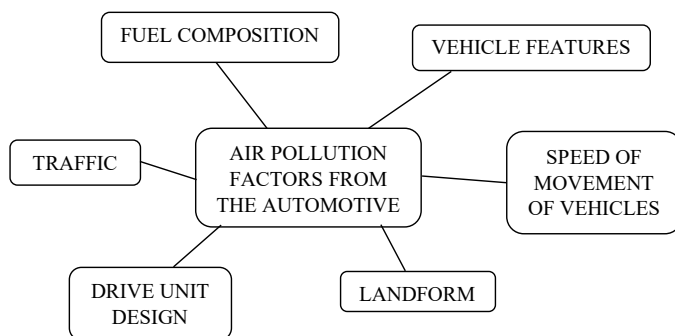 FUEL COMPOSITION
VEHICLE FEATURES
TRAFFIC
AIR POLLUTION
FACTORS FROM
THE AUTOMOTIVE
SPEED OF
MOVEMENT
OF VEHICLES
DRIVE UNIT
DESIGN
LANDFORM